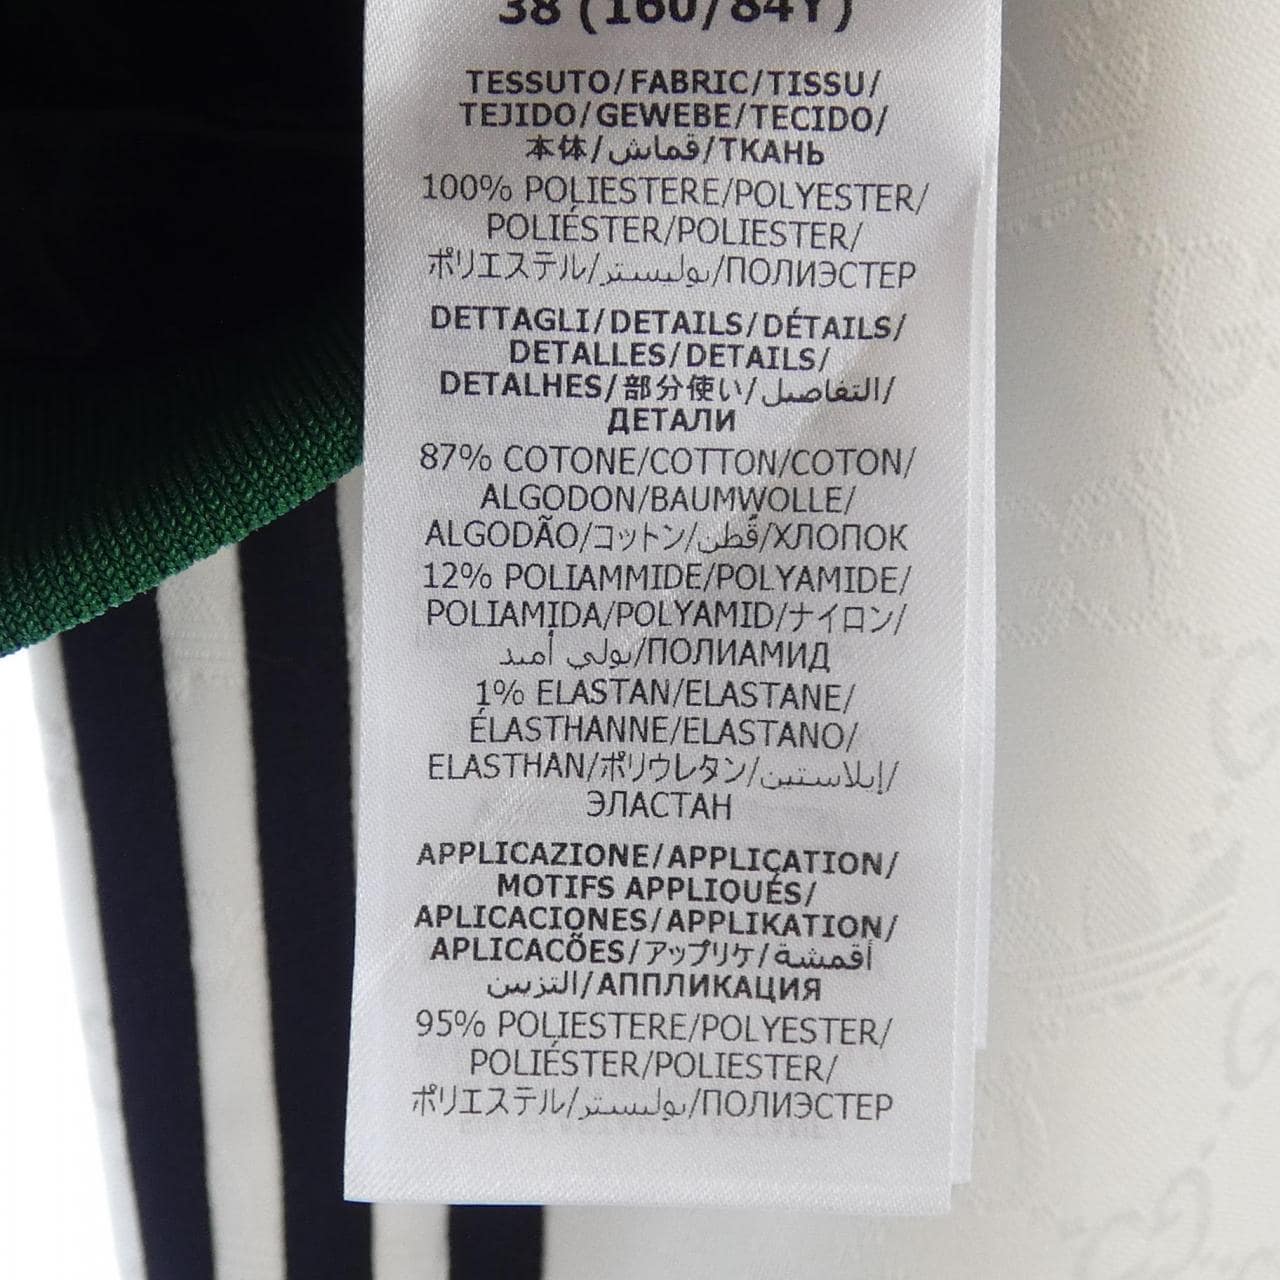 38 (160/84Y)
TESSUTO/FABRIC/TISSU/
TEJIDO/GEWEBE/TECIDO/
本体/قماش/ТКАНЬ
100% POLIESTERE/POLYESTER/
POLIÉSTER/POLIESTER/
ポリエステル/بوليستر/ПОЛИЭСТЕР
DETTAGLI/DETAILS/DÉTAILS/
DETALLES/DETAILS/
DETALHES/部分使い/التفاصيل/
ДЕТАЛИ
87% COTONE/COTTON/COTON/
ALGODON/BAUMWOLLE/
ALGODÃO/コットン/قطن/ХЛОПОК
12% POLIAMMIDE/POLYAMIDE/
POLIAMIDA/POLYAMID/ナイロン/
بولي أميد/ПОЛИАМИД
1% ELASTAN/ELASTANE/
ÉLASTHANNE/ELASTANO/
ELASTHAN/ポリウレタン/إيلاستين/
ЭЛАСТАН
APPLICAZIONE/APPLICATION/
MOTIFS APPLIQUÉS/
APLICACIONES/APPLIKATION/
APLICACÕES/アップリケ/أقمشة
التزيين/АППЛИКАЦИЯ
95% POLIESTERE/POLYESTER/
POLIÉSTER/POLIESTER/
ポリエステル/بوليستر/ПОЛИЭСТЕР